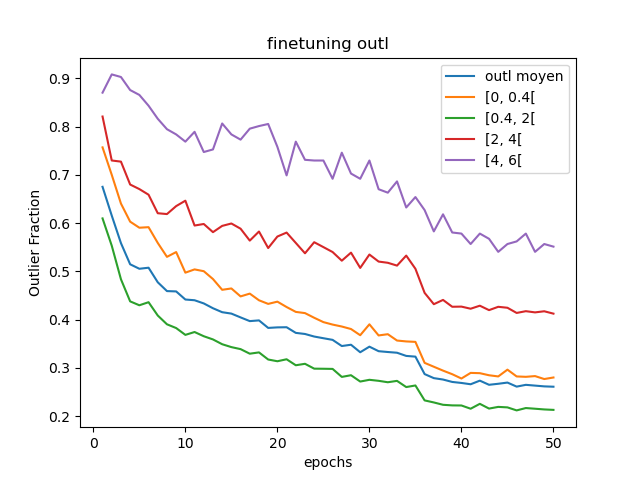 finetuning outl
outl moyen
[0, 0.4[
[0.4, 2[
[2, 4[
[4, 6[
Outlier Fraction
0.9
0.8
0.7
0.6
0.5
0.4
0.3
0.2
0 10 20 30 40 50
epochs